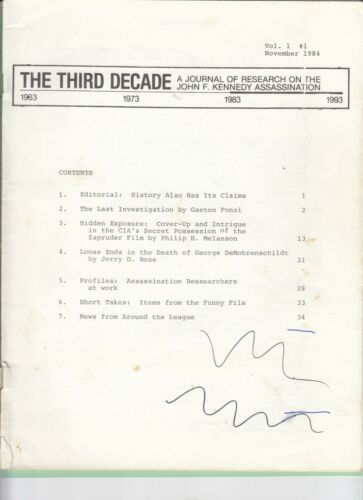 Vol. 1 #1
November 1984
THE THIRD DECADE A JOURNAL OF RESEARCH ON THE
JOHN F. KENNEDY ASSASSINATION
1963 1973 1983 1993
CONTENTS
1. Editorial: History Also Has Its Claims 1
2. The Last Investigation by Gaeton Fonzi 2
3. Hidden Exposure: Cover-Up and Intrigue
in the CIA's Secret Possession of the
Zapruder Film by Philip H. Melanson 13
4. Loose Ends in the Death of George DeMohrenschildt
by Jerry D. Rose 21
5. Profiles: Assassination Researchers
at work 28
6. Short Takes: Items from the Funny File 33
7. News from Around the League 34